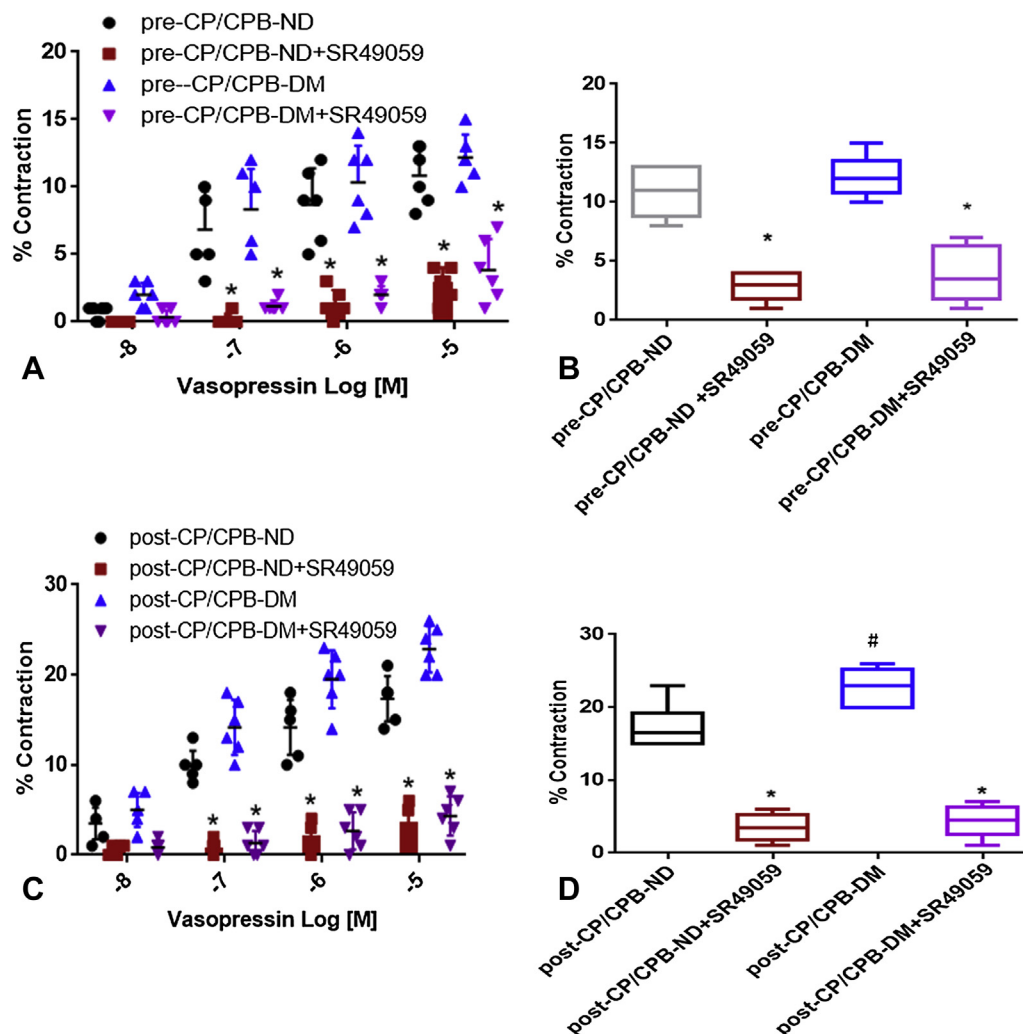 pre-CP/CPB-ND
pre-CP/CPB-ND+SR49059
pre--CP/CPB-DM
pre-CP/CPB-DM+SR49059
% Contraction
20
15
10
5
0
* * * * * *
-8 -7 -6 -5
Vasopressin Log [M]
A
% Contraction
20
15
10
5
0
* *
pre-CP/CPB-ND
pre-CP/CPB-ND +SR49059
pre-CP/CPB-DM
pre-CP/CPB-DM+SR49059
B
post-CP/CPB-ND
post-CP/CPB-ND+SR49059
post-CP/CPB-DM
post-CP/CPB-DM+SR49059
% Contraction
30
20
10
0
* * * * * *
-8 -7 -6 -5
Vasopressin Log [M]
C
% Contraction
30
20
10
0
* # *
post-CP/CPB-ND
post-CP/CPB-ND+SR49059
post-CP/CPB-DM
post-CP/CPB-DM+SR49059
D